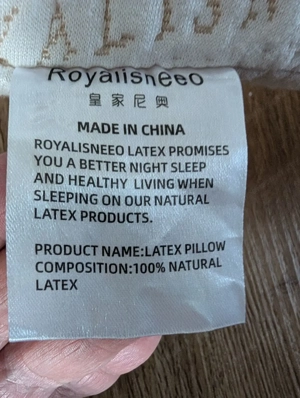 ALISN
Royalisneeo
皇家尼奥
MADE IN CHINA
ROYALISNEEO LATEX PROMISES
YOU A BETTER NIGHT SLEEP
AND HEALTHY LIVING WHEN
SLEEPING ON OUR NATURAL
LATEX PRODUCTS.
PRODUCT NAME:LATEX PILLOW
COMPOSITION:100% NATURAL
LATEX